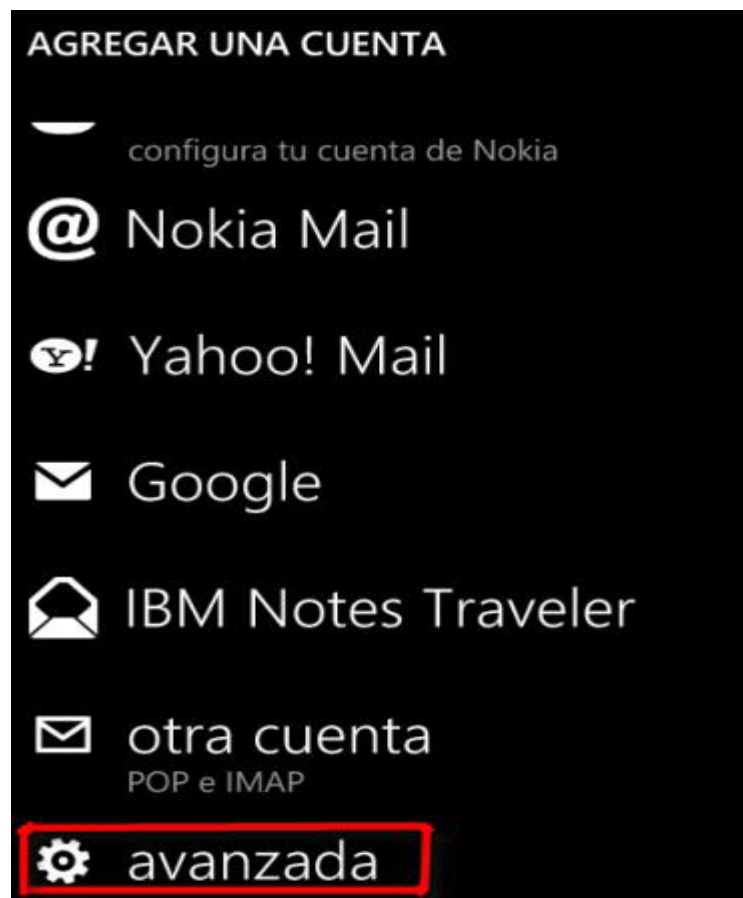 AGREGAR UNA CUENTA
configura tu cuenta de Nokia
@ Nokia Mail
Y! Yahoo! Mail
Google
IBM Notes Traveler
otra cuenta
POP e IMAP
avanzada